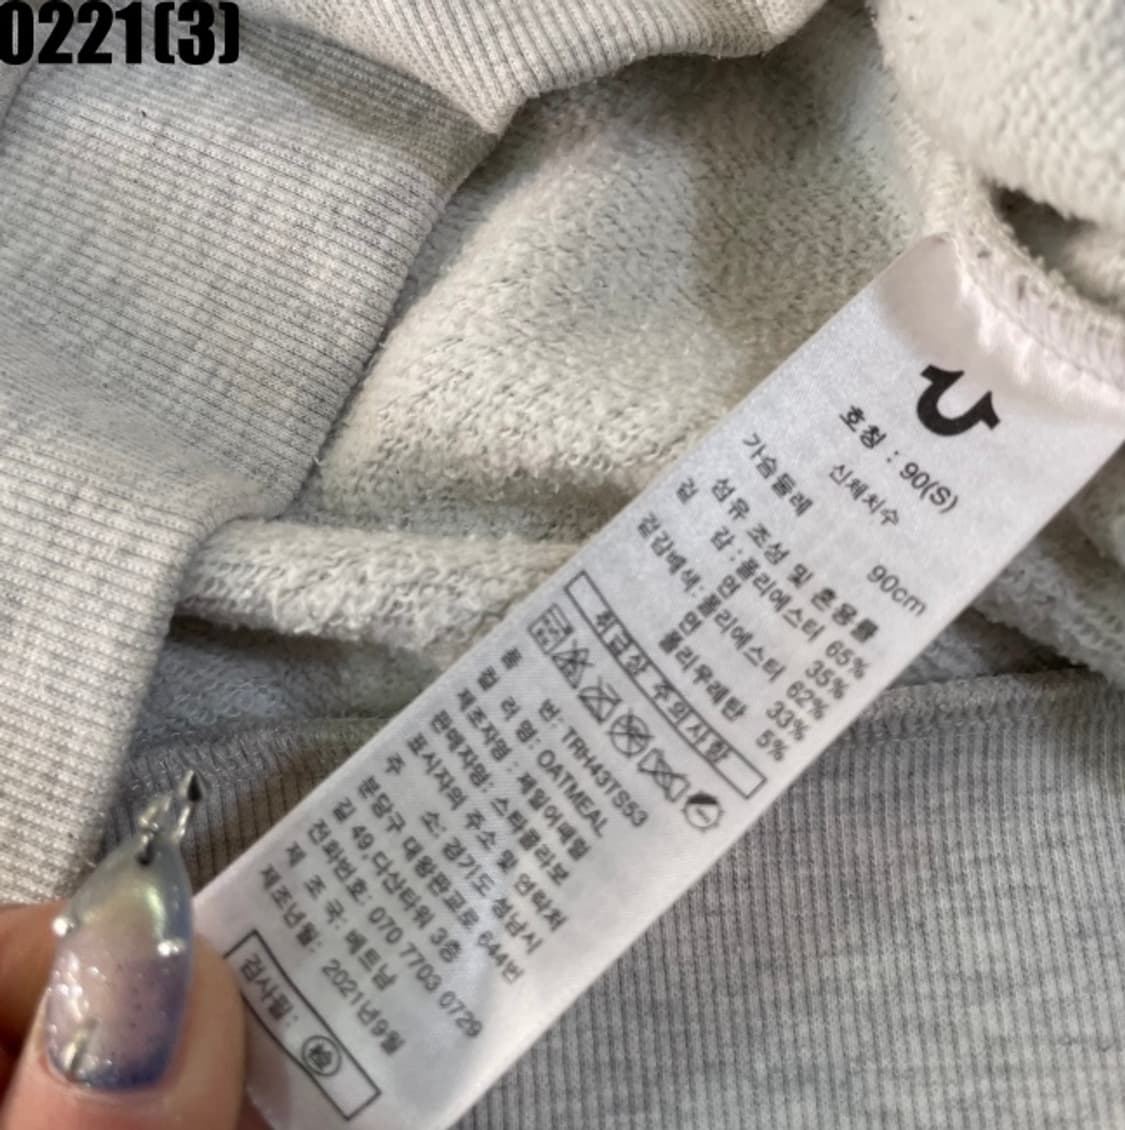 0221(3)
호칭 : 90(S)
신체치수
가슴둘레 90cm
섬유 조성 및 혼용률
겉 감 : 폴리에스터 65%
면 35%
겉감배색: 폴리에스터 62%
면 33%
폴리우레탄 5%
취급상 주의사항
품 번: TRH43TS53
컬 러 명: OATMEAL
제조자명 : 제일어패럴
판매자명: 스타콜라보
표시자의 주소 및 연락처
주 소: 경기도 성남시
분당구 대왕판교로 644번
길 49,다산타워 3층
전화번호: 070 7703 0729
제 조 국: 베트남
제조년월: 2021년9월
검사필: